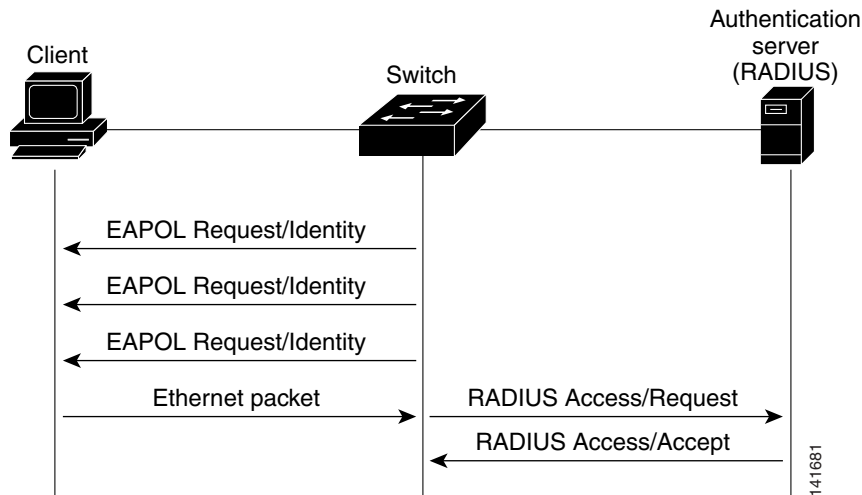 Client
Switch
Authentication
server
(RADIUS)
EAPOL Request/Identity
EAPOL Request/Identity
EAPOL Request/Identity
Ethernet packet
RADIUS Access/Request
RADIUS Access/Accept
141681